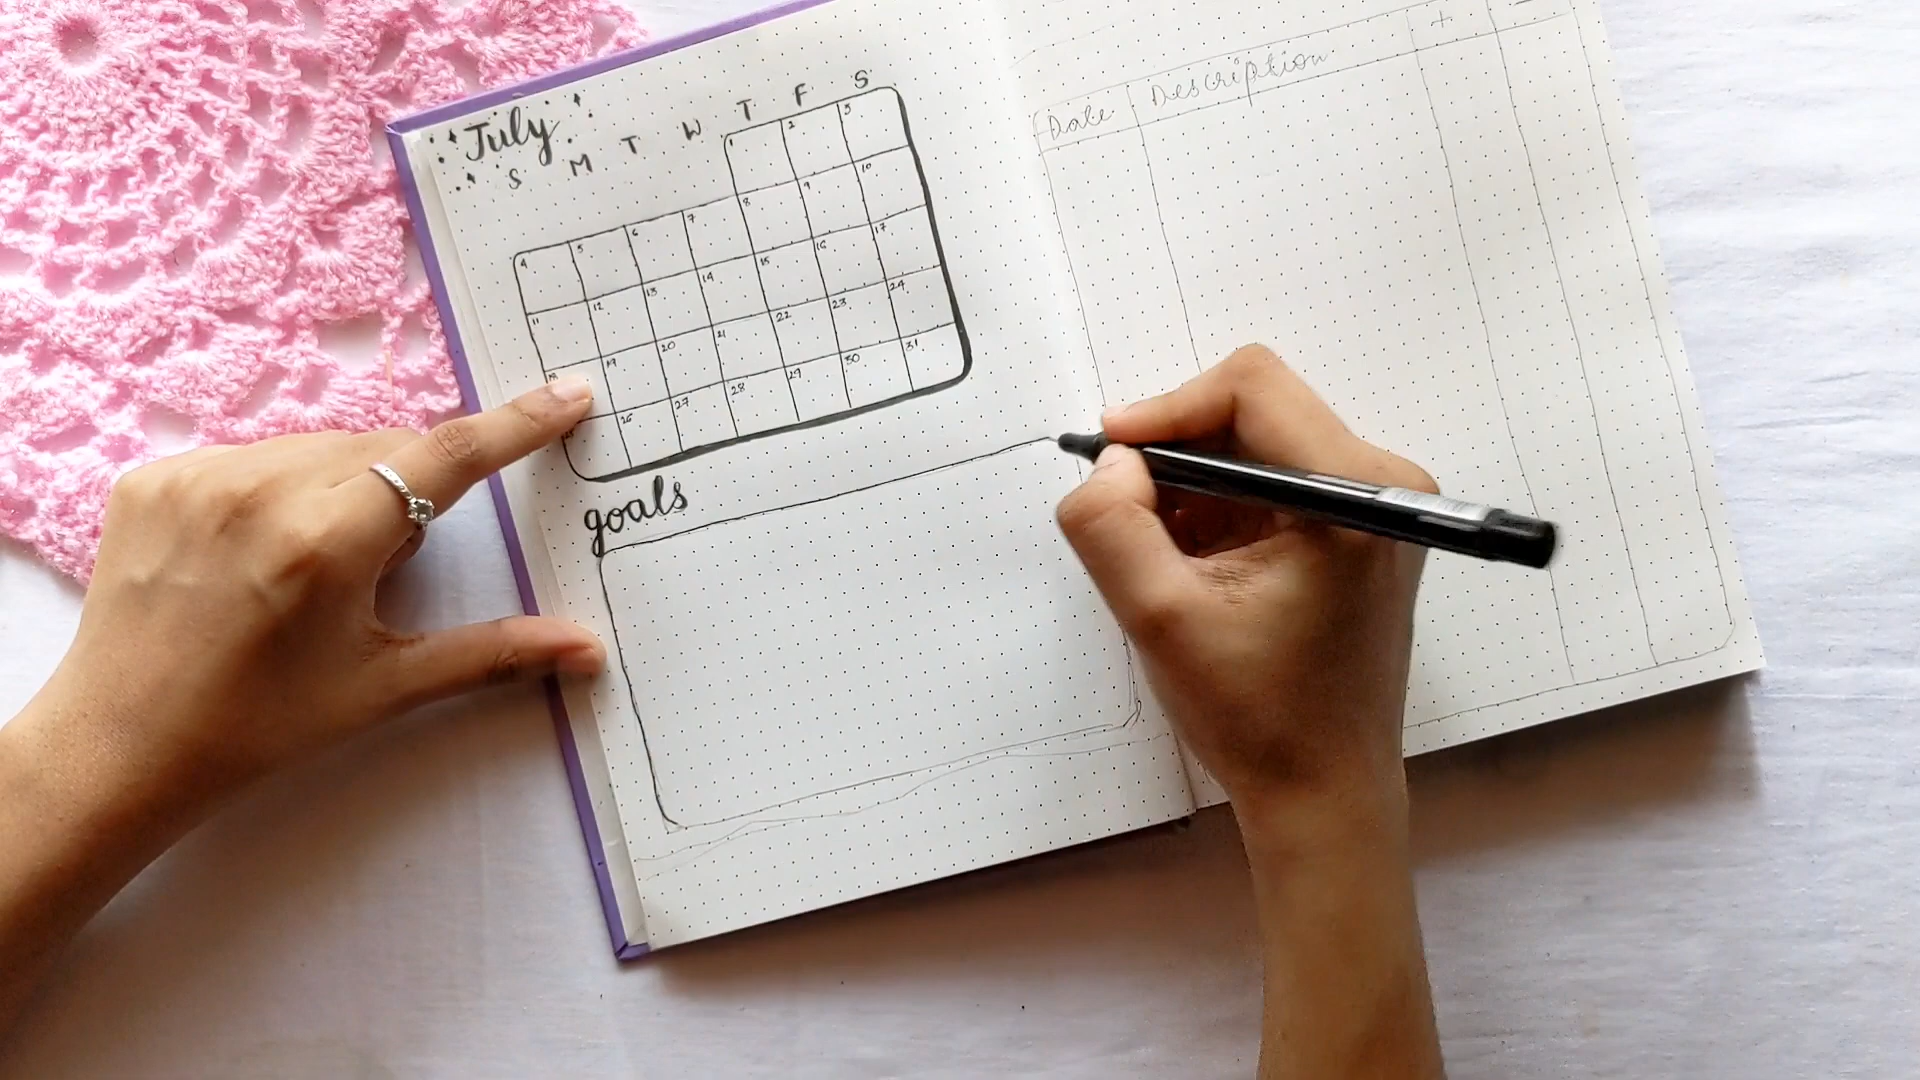 July
S M T W T F S
1 2 3
4 5 6 7 8 9 10
11 12 13 14 15 16 17
18 19 20 21 22 23 24
25 26 27 28 29 30 31
goals
Date Description + -